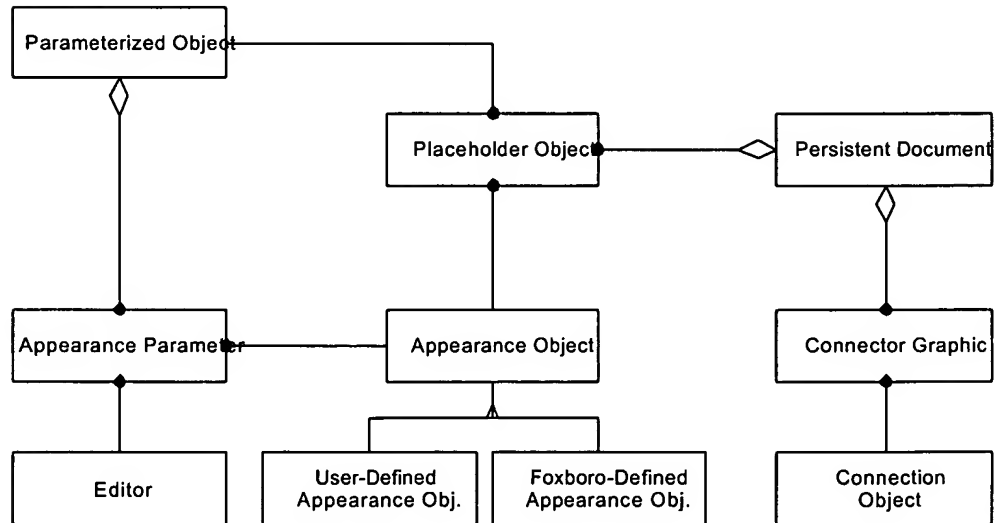 Parameterized Object
Placeholder Object
Persistent Document
Appearance Parameter
Appearance Object
Connector Graphic
Editor
User-Defined
Appearance Obj.
Foxboro-Defined
Appearance Obj.
Connection
Object